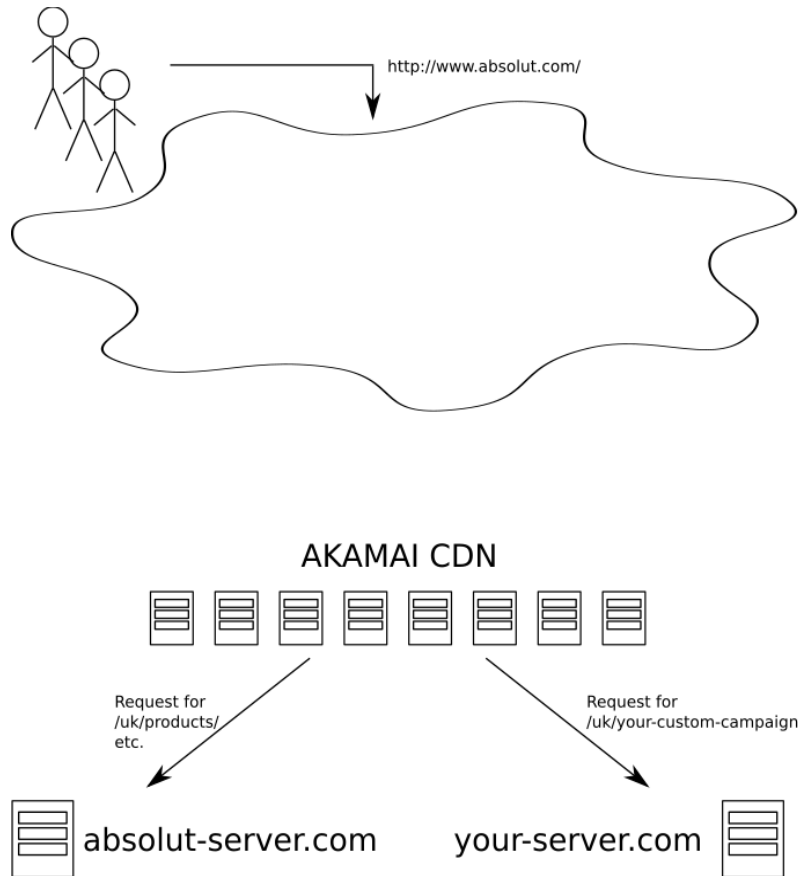 http://www.absolut.com/
AKAMAI CDN
Request for
/uk/products/
etc.
Request for
/uk/your-custom-campaign
absolut-server.com
your-server.com